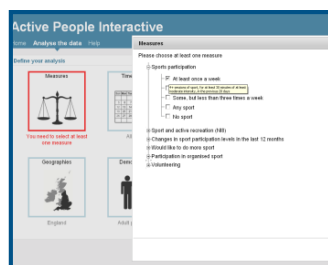 Active People Interactive
Home Analyse the data Help
Define your analysis
Measures
You need to select at least one measure
Time
Geographies
England
Measures
Please choose at least one measure
Sports participation
At least once a week
Some, but less than three times a week
Any sport
No sport
Sport and active recreation (NI8)
Changes in sport participation levels in the last 12 months
Would like to do more sport
Participation in organised sport
Volunteering